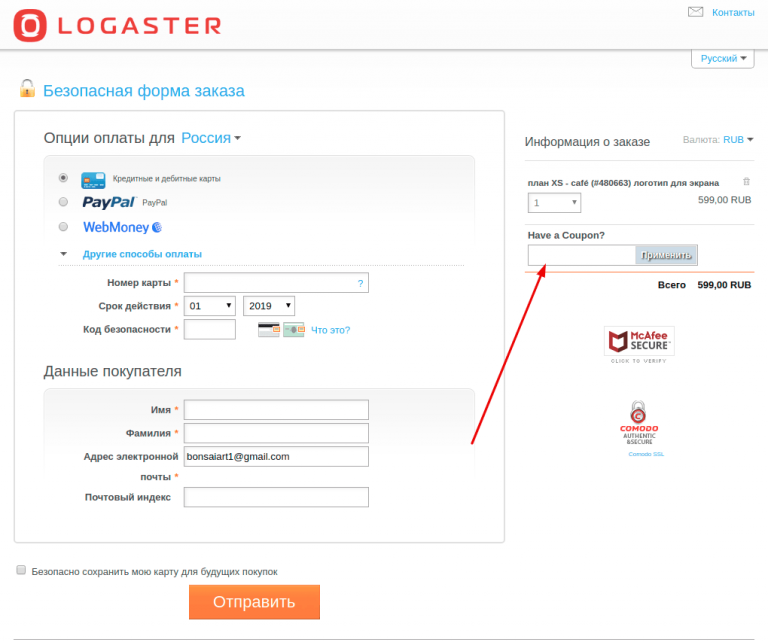 LOGASTER
Контакты
Русский
Безопасная форма заказа
Опции оплаты для Россия
Кредитные и дебитные карты
PayPal PayPal
WebMoney
Другие способы оплаты
Номер карты * ?
Срок действия * 01 2019
Код безопасности * Что это?
Данные покупателя
Имя *
Фамилия *
Адрес электронной bonsaiart1@gmail.com
почты *
Почтовый индекс
Безопасно сохранить мою карту для будущих покупок
Отправить
Информация о заказе Валюта: RUB
план XS - café (#480663) логотип для экрана
1 599,00 RUB
Have a Coupon?
Применить
Всего 599,00 RUB
McAfee
SECURE™
CLICK TO VERIFY
COMODO
AUTHENTIC
&SECURE
Comodo SSL